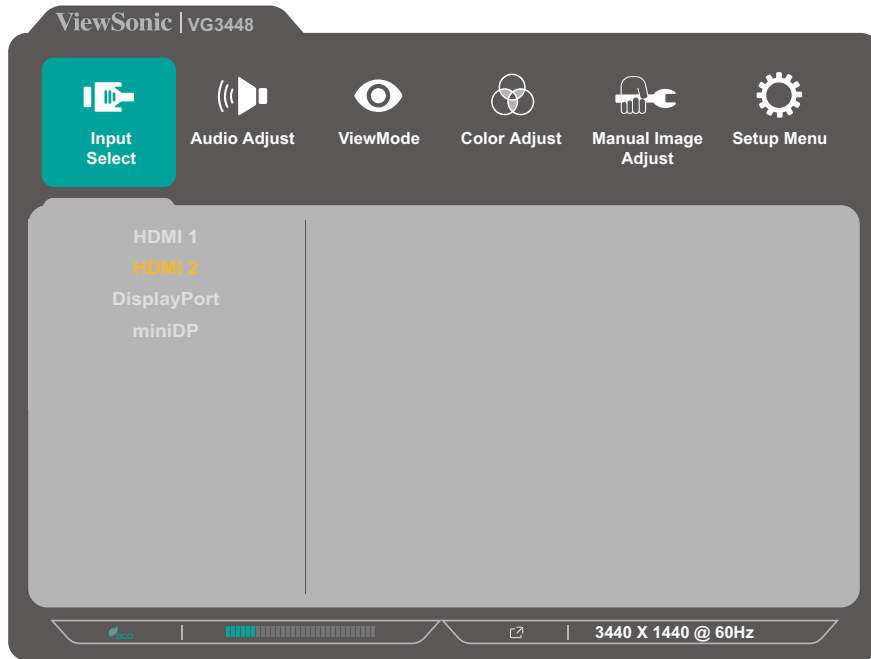 ViewSonic | VG3448
Input
Select
Audio Adjust
ViewMode
Color Adjust
Manual Image
Adjust
Setup Menu
HDMI 1
HDMI 2
DisplayPort
miniDP
eco
3440 X 1440 @ 60Hz